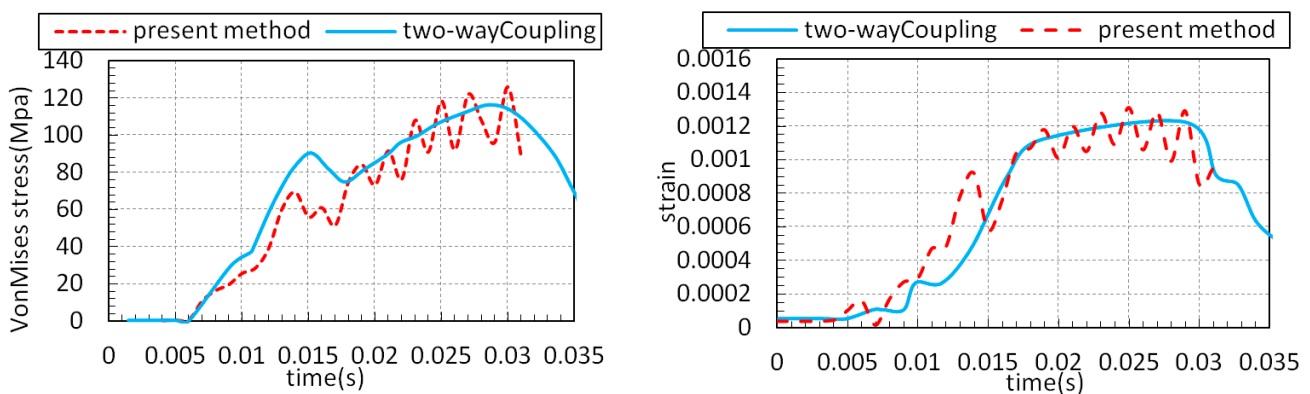 present method two-wayCoupling
VonMises stress(Mpa)
140
120
100
80
60
40
20
0
0 0.005 0.01 0.015 0.02 0.025 0.03 0.035
time(s)
two-wayCoupling present method
strain
0.0016
0.0014
0.0012
0.001
0.0008
0.0006
0.0004
0.0002
0
0 0.005 0.01 0.015 0.02 0.025 0.03 0.035
time(s)